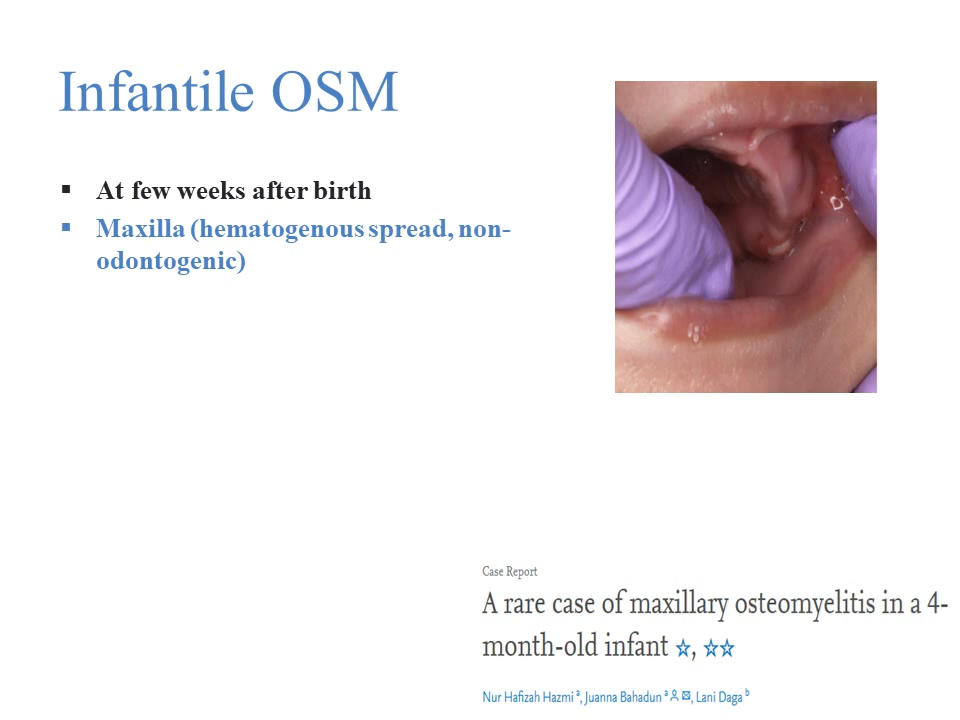 Infantile OSM
▪ At few weeks after birth
▪ Maxilla (hematogenous spread, non-
odontogenic)
Case Report
A rare case of maxillary osteomyelitis in a 4-
month-old infant ☆, ☆☆
Nur Hafizah Hazmi a, Juanna Bahadun a, Lani Daga b